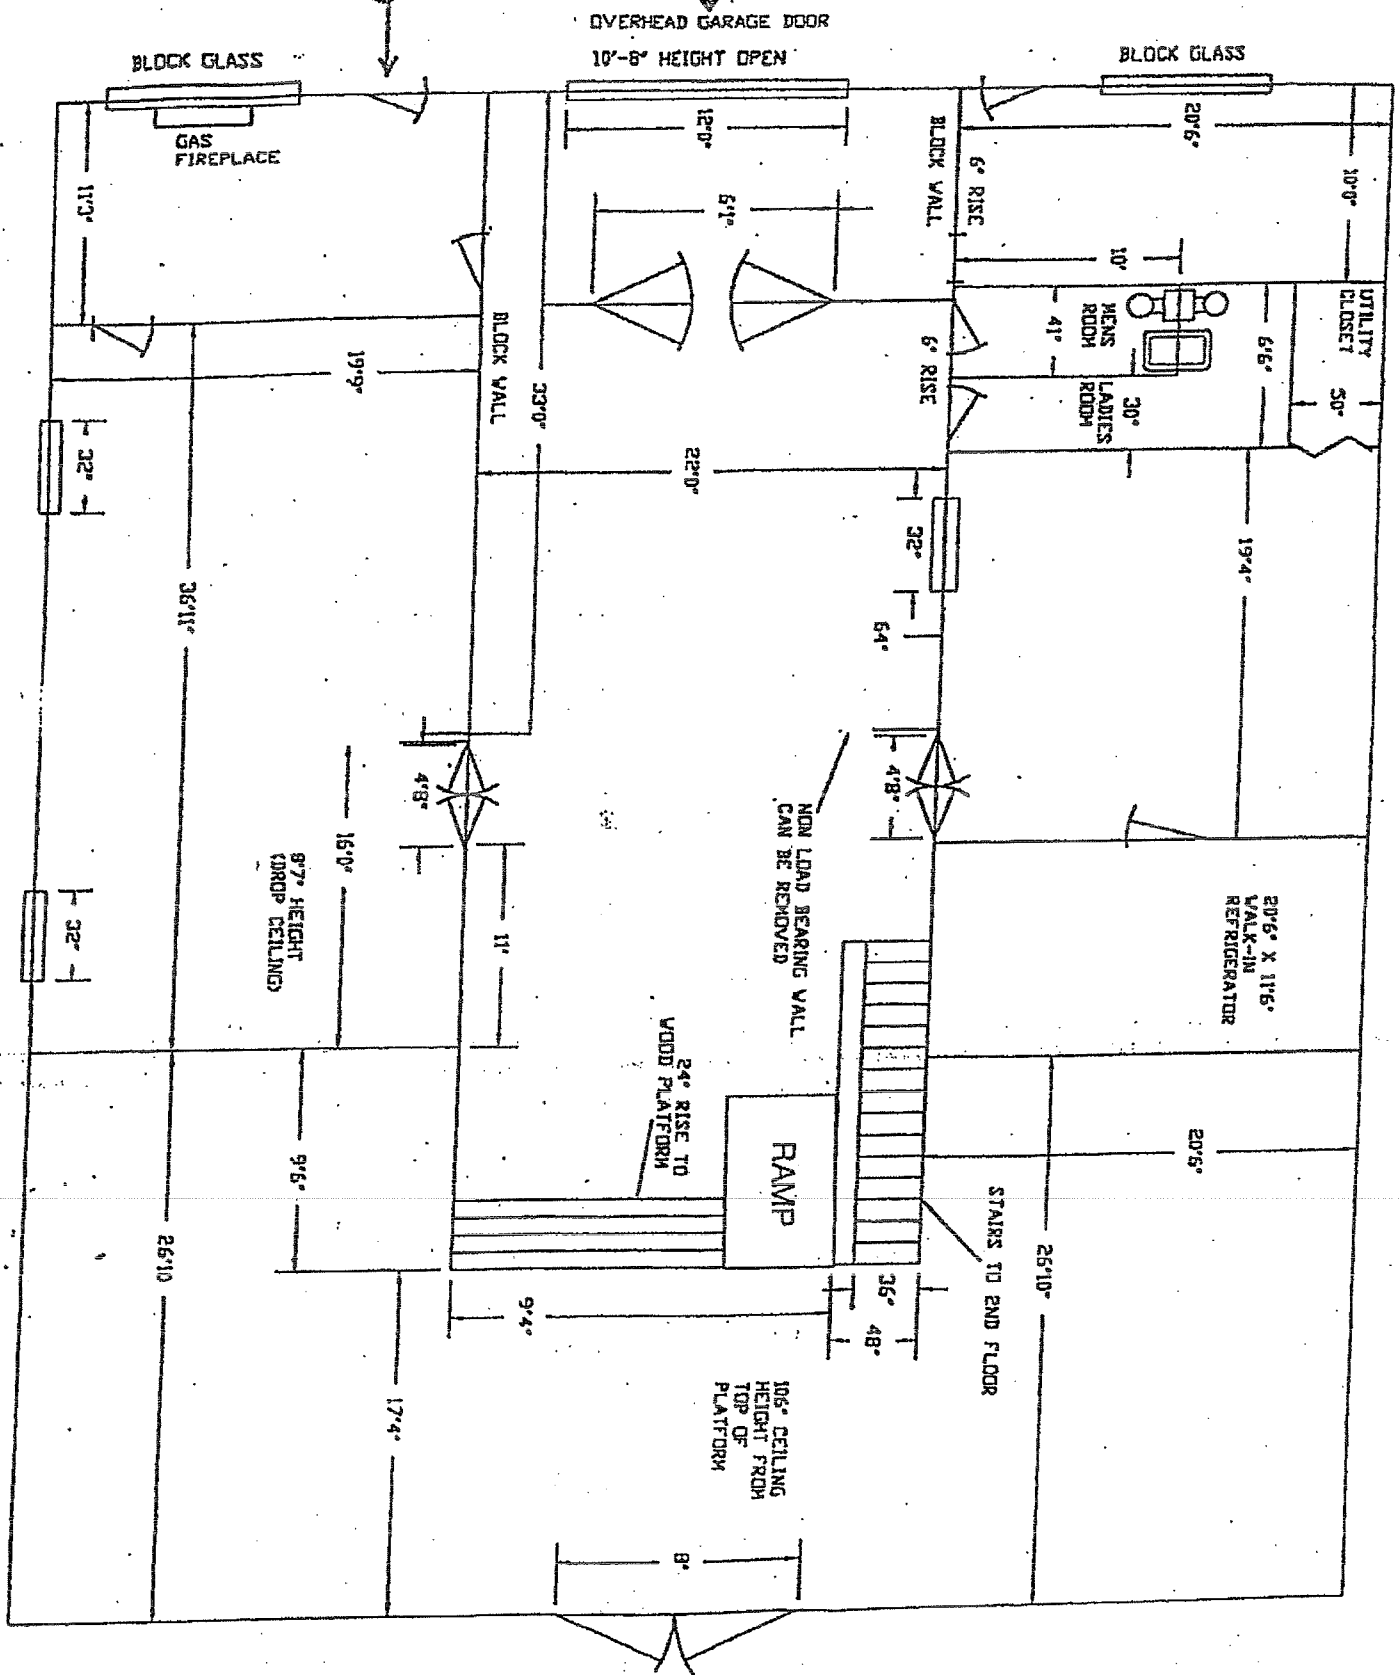 OVERHEAD GARAGE DOOR
10'-8" HEIGHT OPEN
BLOCK GLASS
BLOCK GLASS
GAS
FIREPLACE
11'3"
12'0"
20'6"
10'0"
BLOCK WALL
6" RISE
6'1"
10'
UTILITY
CLOSET
MENS
ROOM
41"
6'6"
50"
LADIES
ROOM
30"
BLOCK WALL
19'9"
33'0"
6" RISE
22'0"
32"
32"
19'4"
36'11"
64"
4'8"
4'8"
16'0"
NON LOAD BEARING WALL
CAN BE REMOVED
20'6" X 11'6"
WALK-IN
REFRIGERATOR
32"
HEIGHT
(DROP CEILING)
11'
24" RISE TO
WOOD PLATFORM
RAMP
9'6"
20'6"
STAIRS TO 2ND FLOOR
26'10
26'10"
36"
48"
9'4"
17'4"
106" CEILING
HEIGHT FROM
TOP OF
PLATFORM
8"